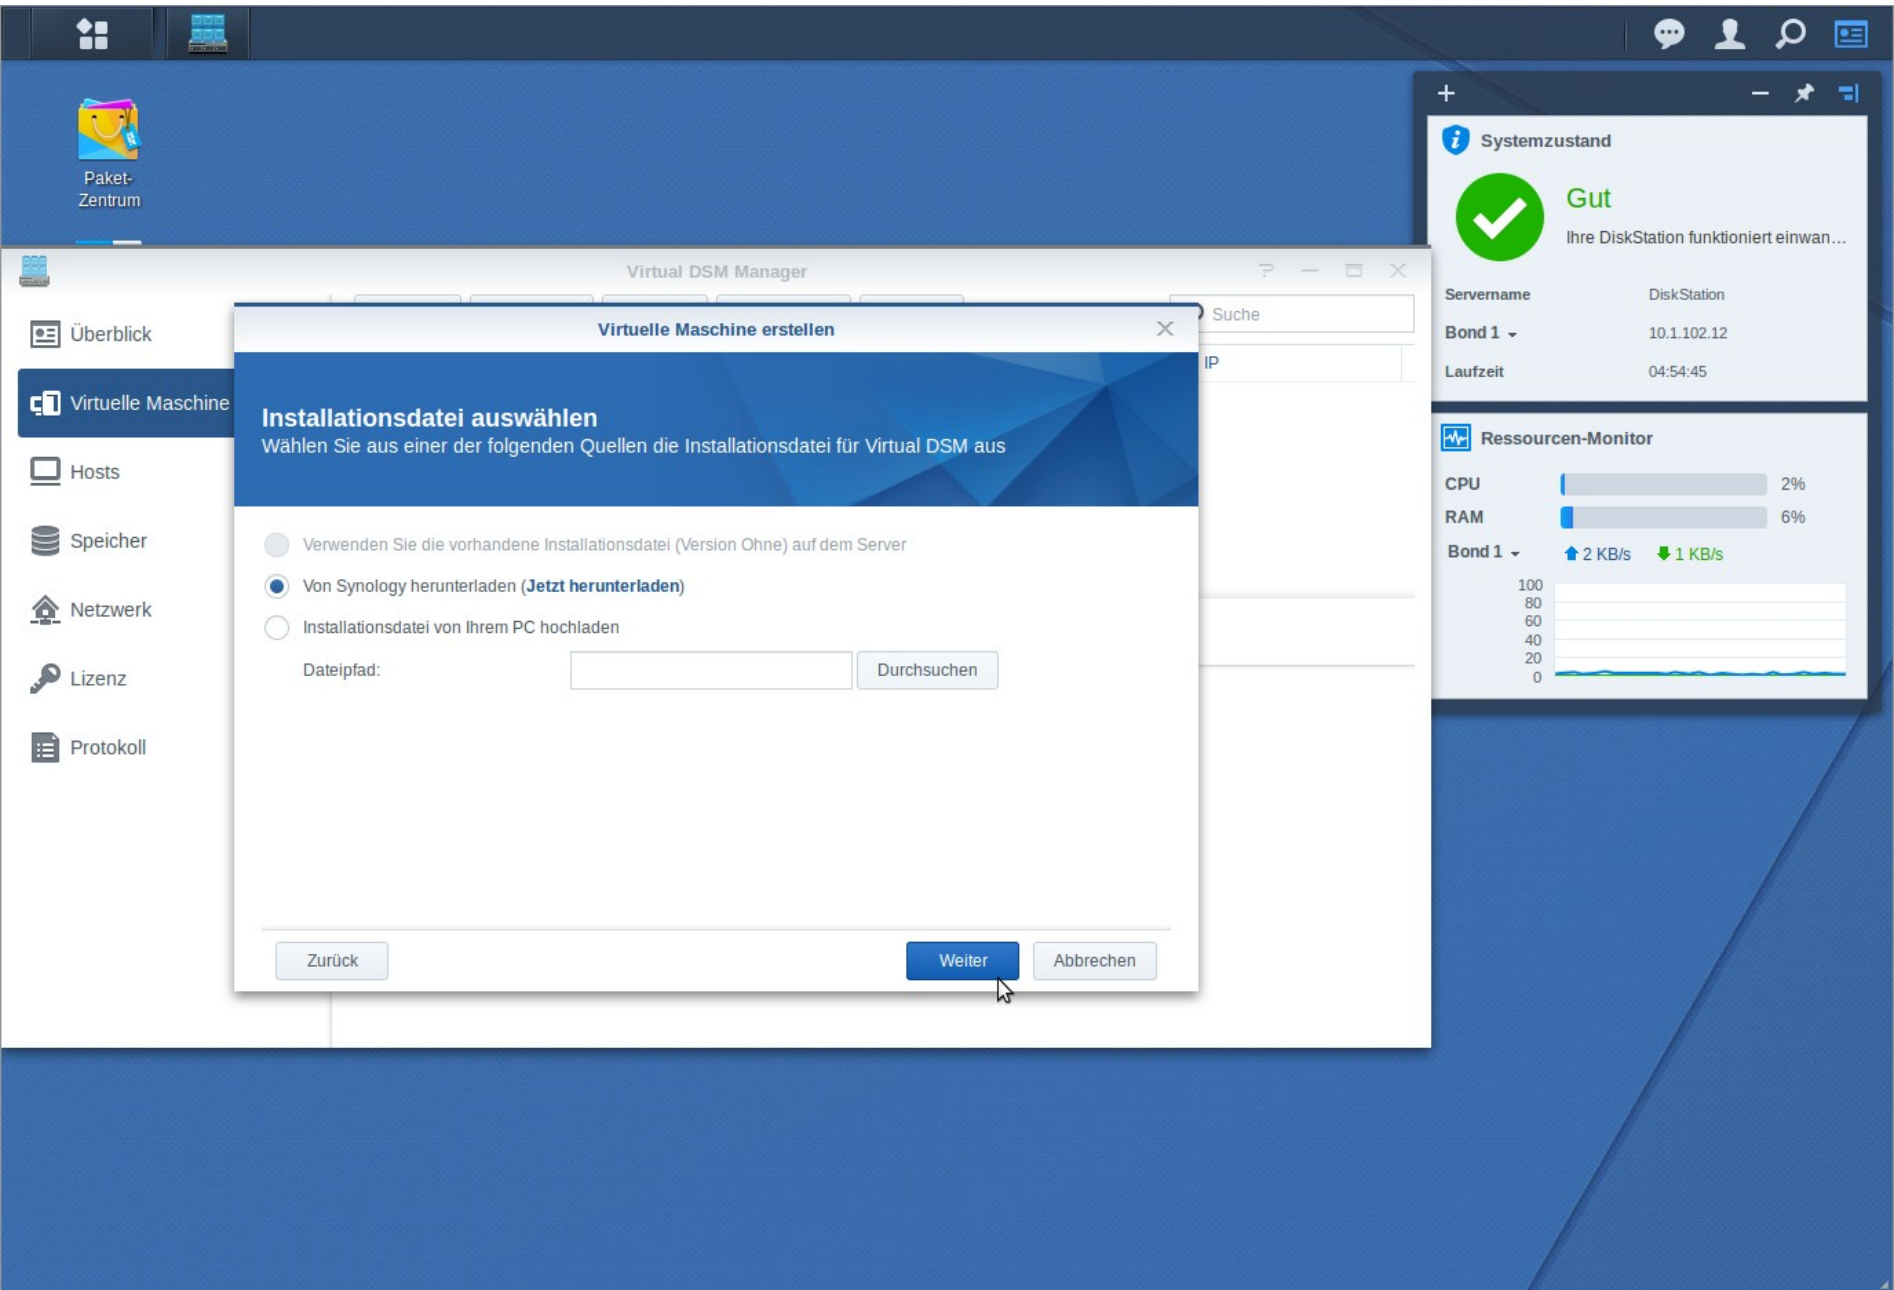 Paket-
Zentrum
Virtual DSM Manager
Überblick
Virtuelle Maschine
Hosts
Speicher
Netzwerk
Lizenz
Protokoll
Suche
IP
Virtuelle Maschine erstellen
Installationsdatei auswählen
Wählen Sie aus einer der folgenden Quellen die Installationsdatei für Virtual DSM aus
Verwenden Sie die vorhandene Installationsdatei (Version Ohne) auf dem Server
Von Synology herunterladen (Jetzt herunterladen)
Installationsdatei von Ihrem PC hochladen
Dateipfad:
Durchsuchen
Zurück
Weiter
Abbrechen
Systemzustand
Gut
Ihre DiskStation funktioniert einwan...
Servername DiskStation
Bond 1 10.1.102.12
Laufzeit 04:54:45
Ressourcen-Monitor
CPU 2%
RAM 6%
Bond 1 2 KB/s 1 KB/s
100
80
60
40
20
0